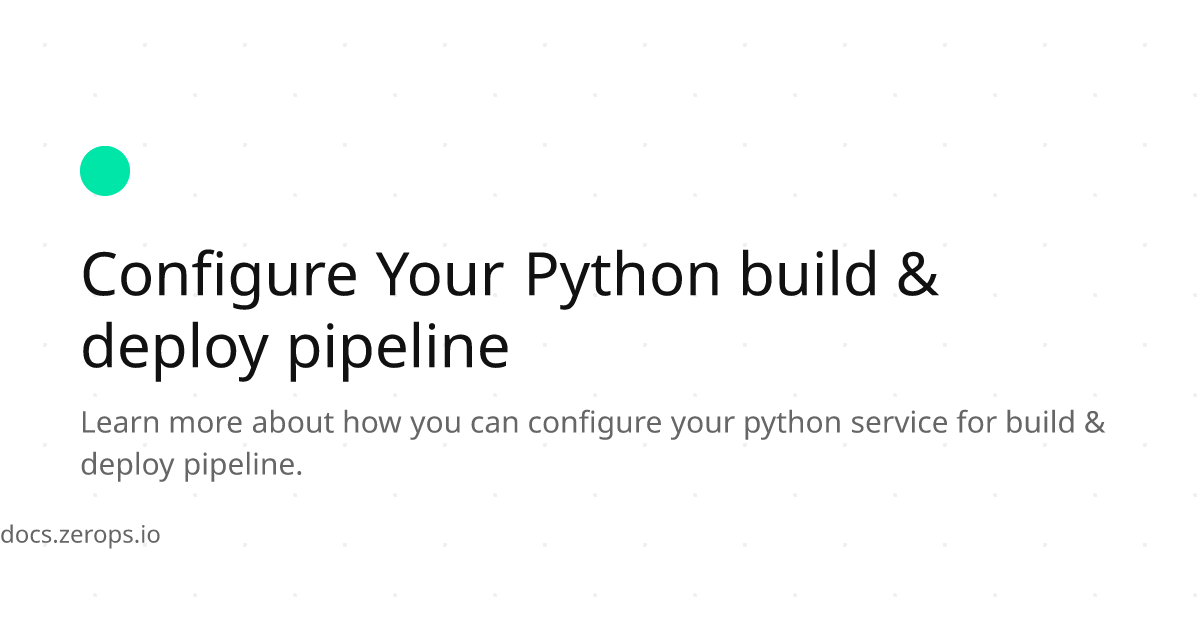 Configure Your Python build &
deploy pipeline
Learn more about how you can configure your python service for build &
deploy pipeline.
docs.zerops.io